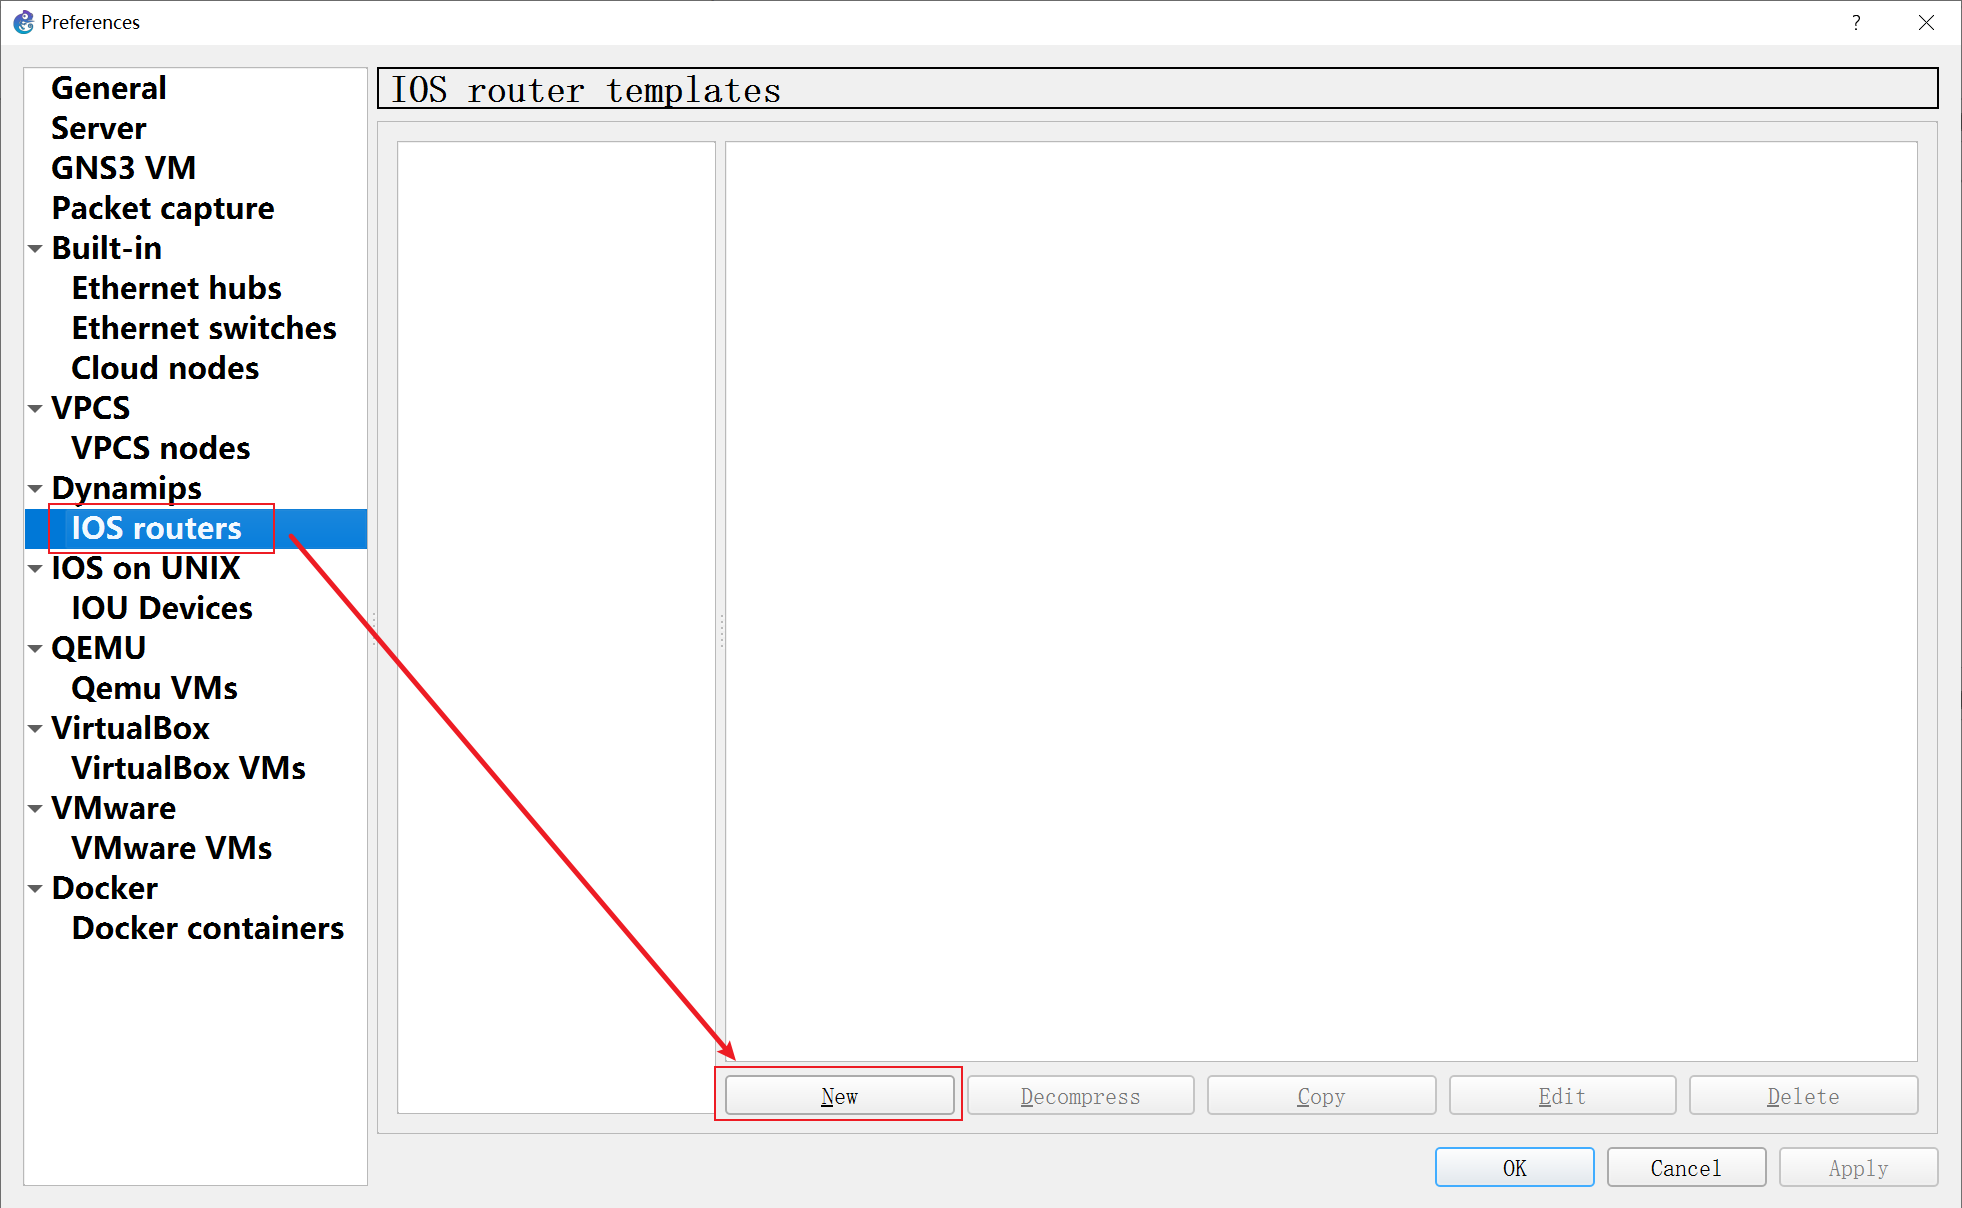 Preferences
?
General
Server
GNS3 VM
Packet capture
Built-in
Ethernet hubs
Ethernet switches
Cloud nodes
VPCS
VPCS nodes
Dynamips
IOS routers
IOS on UNIX
IOU Devices
QEMU
Qemu VMs
VirtualBox
VirtualBox VMs
VMware
VMware VMs
Docker
Docker containers
IOS router templates
New
Decompress
Copy
Edit
Delete
OK
Cancel
Apply